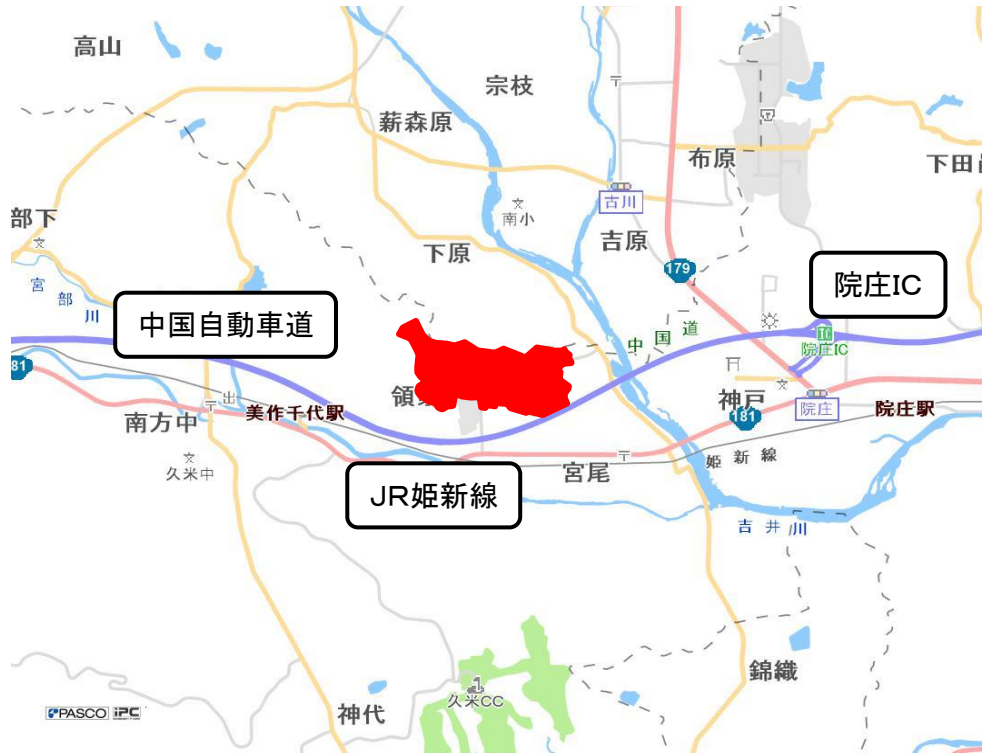 高山
宗枝
薪森原
布原
下田
部下
南小
古川
吉原
下原
179
院庄IC
宮部川
中国自動車道
中国道
院庄IC
81
領
神戸
181
院庄
院庄駅
美作千代駅
出
南方中
久米中
JR姫新線
宮尾
姫新線
吉井川
錦織
久米CC
神代
PASCO iPC